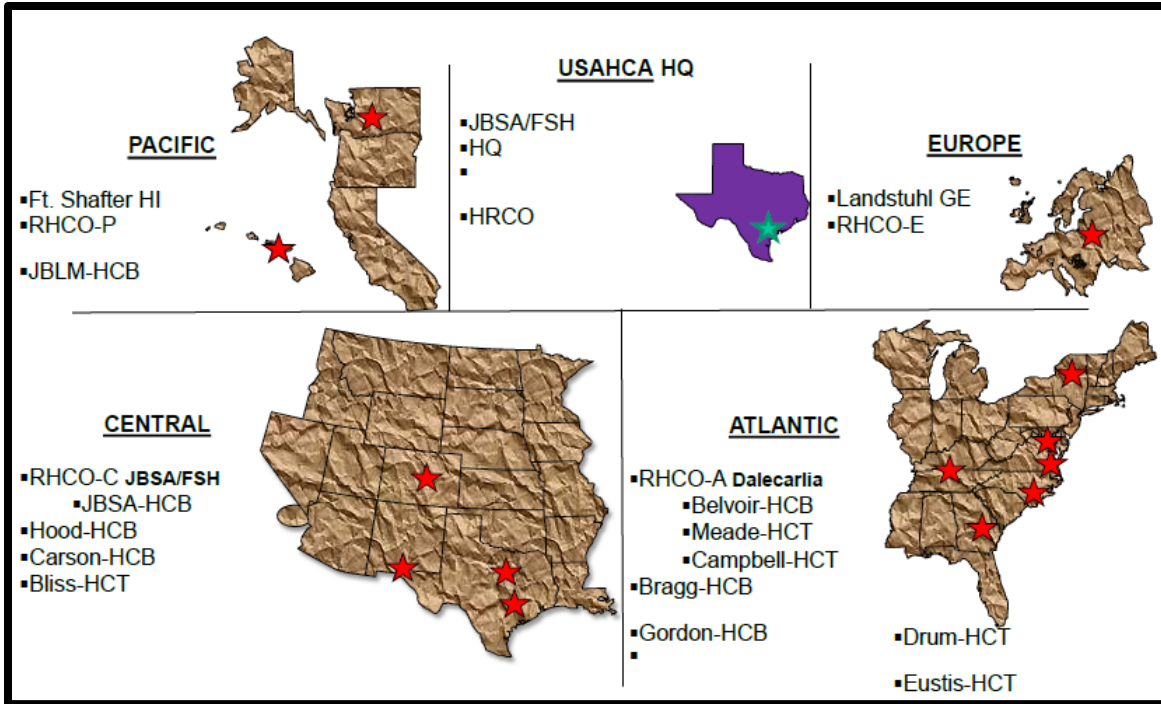 PACIFIC
▪Ft. Shafter HI
▪RHCO-P
▪JBLM-HCB
USAHCA HQ
▪JBSA/FSH
▪HQ
▪
▪HRCO
EUROPE
▪Landstuhl GE
▪RHCO-E
CENTRAL
▪RHCO-C JBSA/FSH
▪JBSA-HCB
▪Hood-HCB
▪Carson-HCB
▪Bliss-HCT
ATLANTIC
▪RHCO-A Dalecarlia
▪Belvoir-HCB
▪Meade-HCT
▪Campbell-HCT
▪Bragg-HCB
▪Gordon-HCB
▪
▪Drum-HCT
▪Eustis-HCT